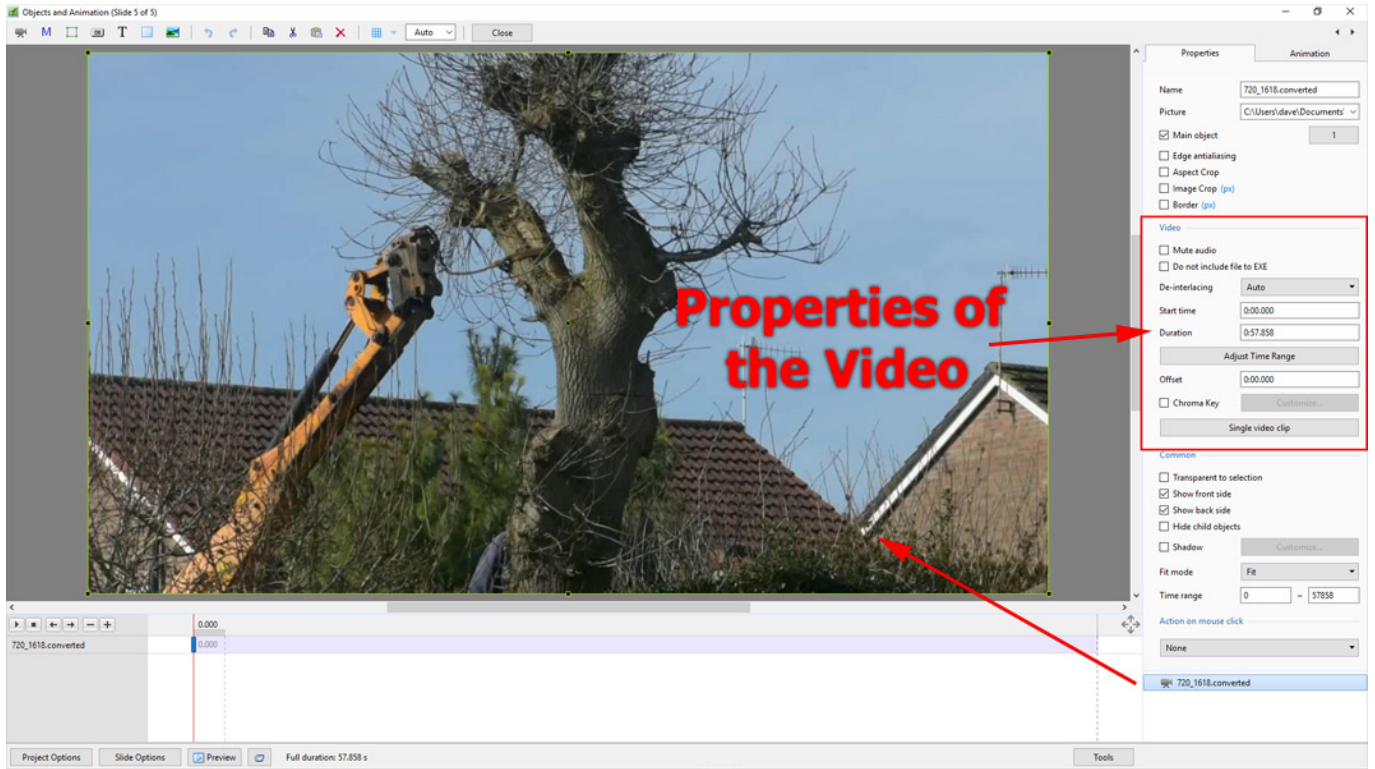 Objects and Animation (Slide 5 of 5)
M OK T Auto Close
Properties Animation
Name 720_1618.converted
Picture C:\Users\dave\Documents'
Main object 1
Edge antialiasing
Aspect Crop
Image Crop (px)
Border (px)
Video
Mute audio
Do not include file to EXE
De-interlacing Auto
Start time 0:00.000
Duration 0:57.858
Adjust Time Range
Offset 0:00.000
Chroma Key Customize...
Single video clip
Properties of
the Video
Common
Transparent to selection
Show front side
Show back side
Hide child objects
Shadow Customize...
Fit mode Fit
Time range 0 – 57858
Action on mouse click
None
720_1618.converted
0.000
720_1618.converted 0.000
Project Options Slide Options Preview Full duration: 57.858 s Tools